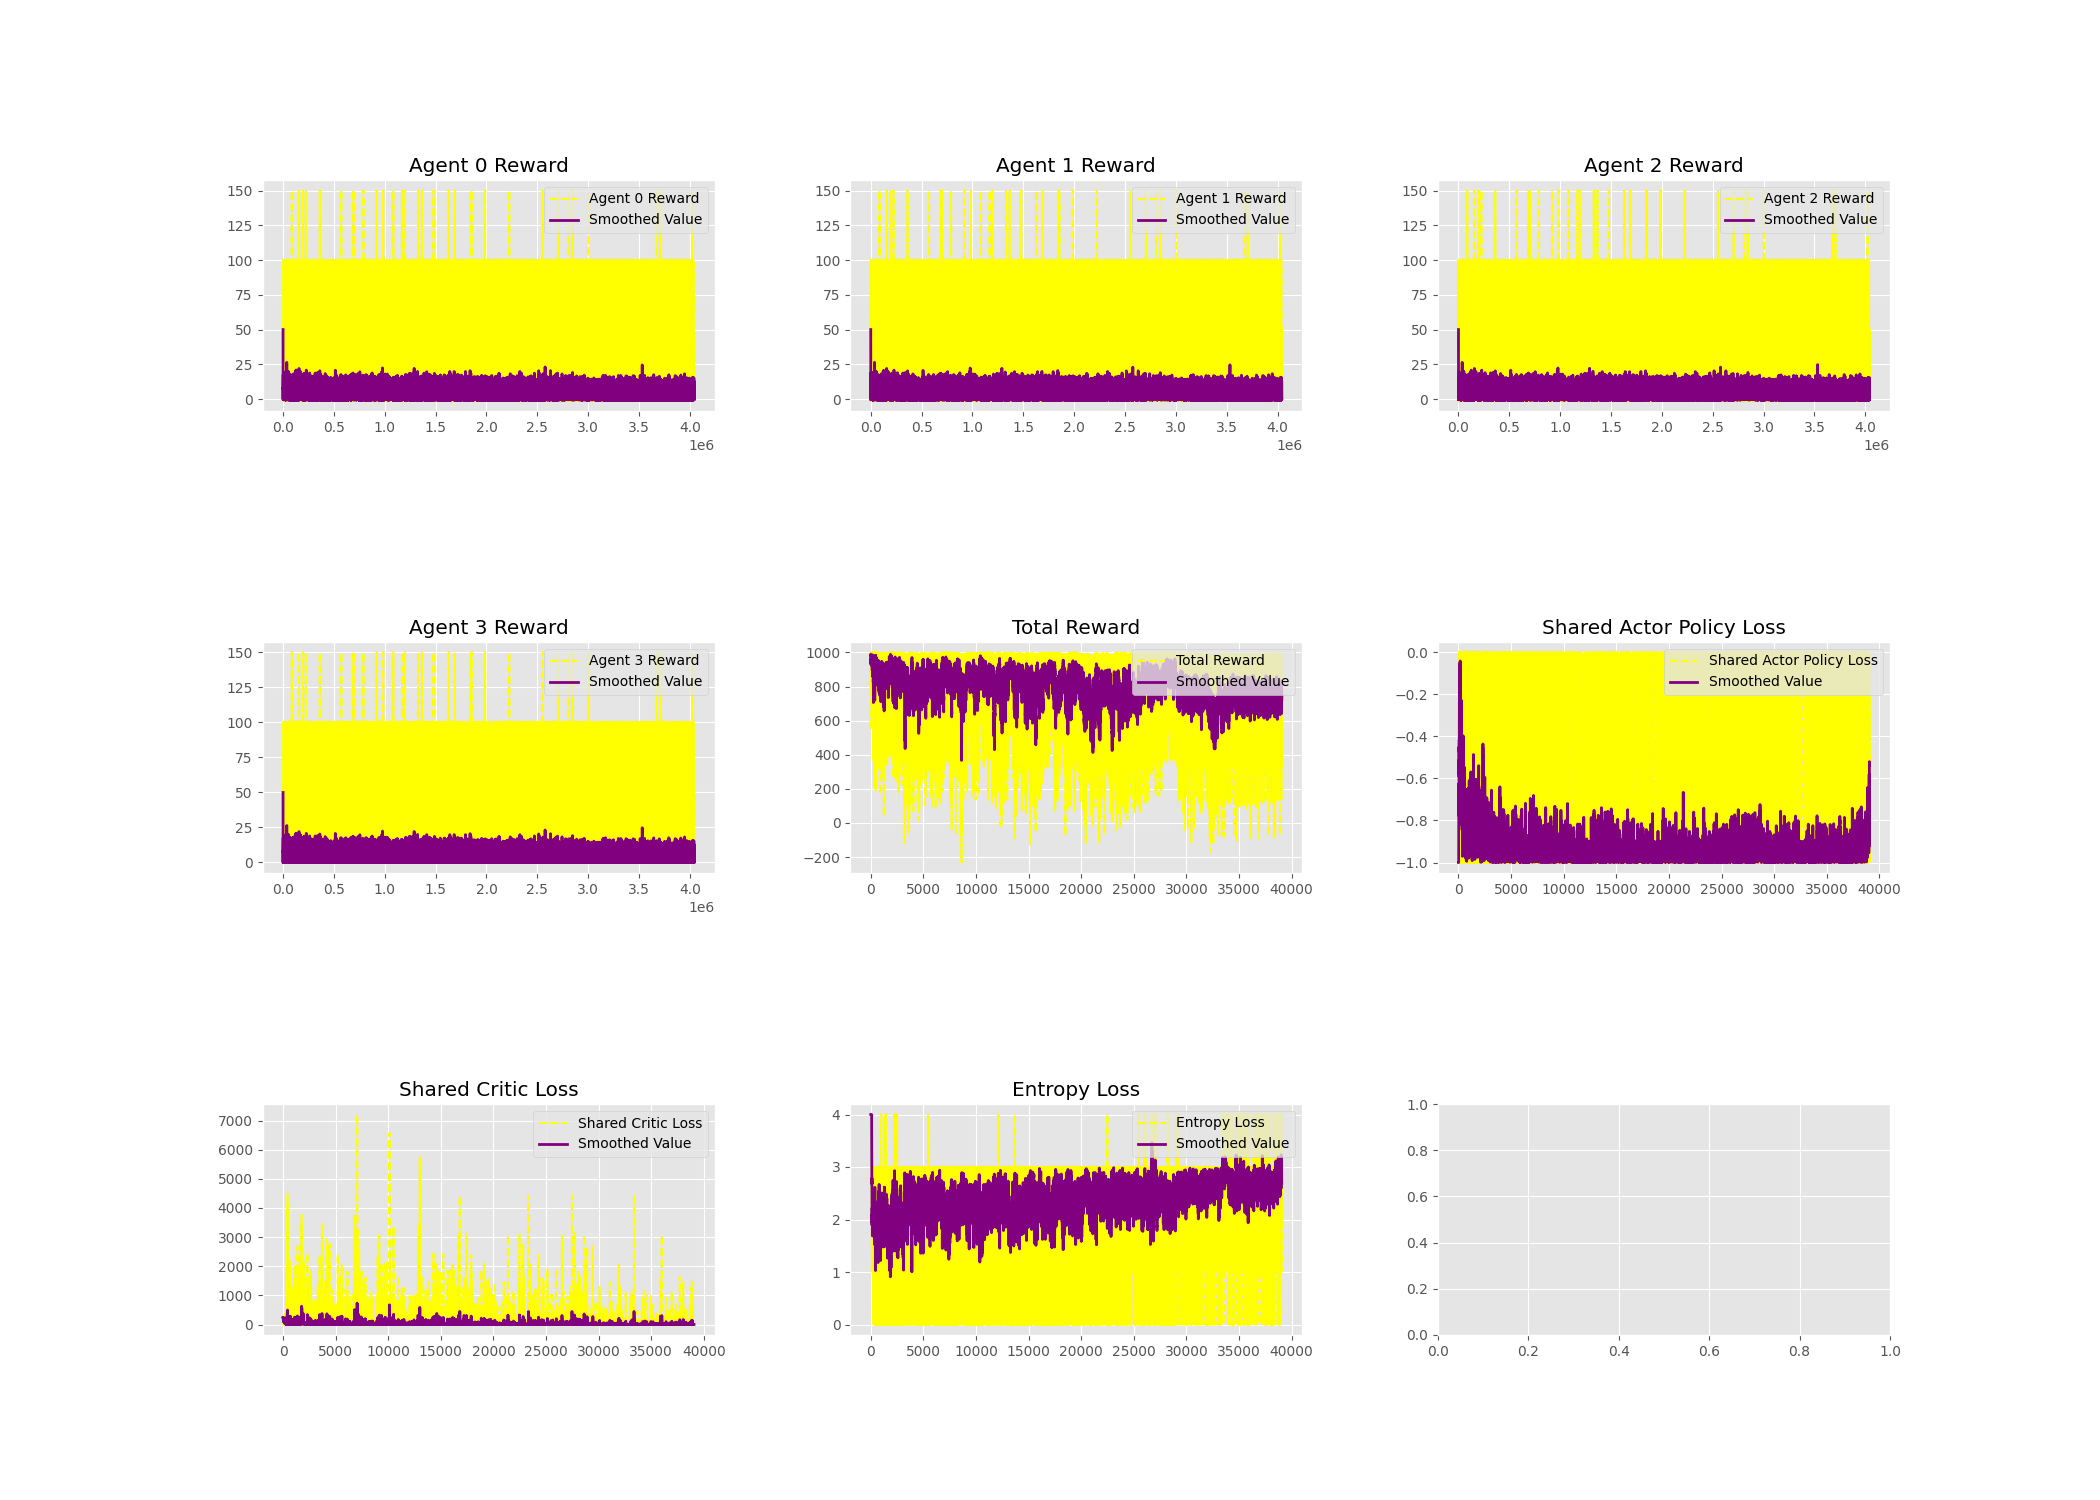 Agent 0 Reward
Agent 1 Reward
Agent 2 Reward
150
125
100
75
50
25
0
Agent 0 Reward
Smoothed Value
0.0 0.5 1.0 1.5 2.0 2.5 3.0 3.5 4.0
1e6
150
125
100
75
50
25
0
Agent 1 Reward
Smoothed Value
0.0 0.5 1.0 1.5 2.0 2.5 3.0 3.5 4.0
1e6
150
125
100
75
50
25
0
Agent 2 Reward
Smoothed Value
0.0 0.5 1.0 1.5 2.0 2.5 3.0 3.5 4.0
1e6
Agent 3 Reward
Total Reward
Shared Actor Policy Loss
150
125
100
75
50
25
0
Agent 3 Reward
Smoothed Value
0.0 0.5 1.0 1.5 2.0 2.5 3.0 3.5 4.0
1e6
1000
800
600
400
200
0
−200
Total Reward
Smoothed Value
0 5000 10000 15000 20000 25000 30000 35000 40000
0.0
−0.2
−0.4
−0.6
−0.8
−1.0
Shared Actor Policy Loss
Smoothed Value
0 5000 10000 15000 20000 25000 30000 35000 40000
Shared Critic Loss
Entropy Loss
7000
6000
5000
4000
3000
2000
1000
0
Shared Critic Loss
Smoothed Value
0 5000 10000 15000 20000 25000 30000 35000 40000
4
3
2
1
0
Entropy Loss
Smoothed Value
0 5000 10000 15000 20000 25000 30000 35000 40000
1.0
0.8
0.6
0.4
0.2
0.0
0.0 0.2 0.4 0.6 0.8 1.0